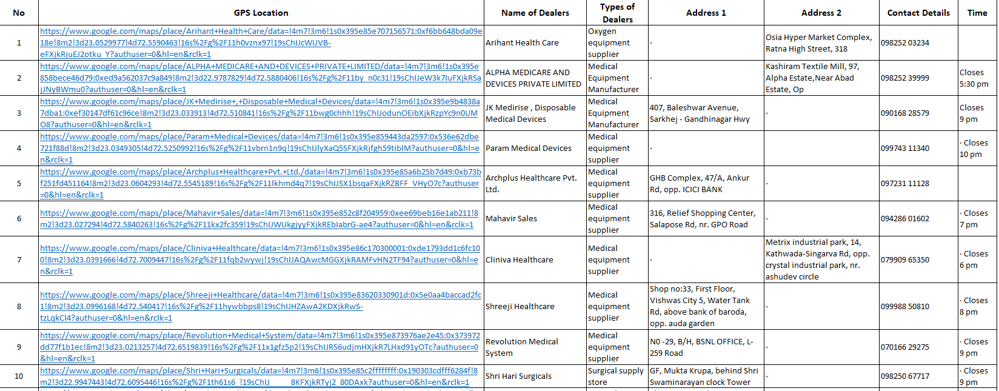 No GPS Location Name of Dealers Types of Dealers Address 1 Address 2 Contact Details Time
1
https://www.google.com/maps/place/Arihant+Health+Care/data=!4m7!3m6!1s0x395e85e707156571:0xf6bb648bda09e
18e!8m2!3d23.0529977!4d72.5590463!16s%2Fg%2F11h0vznx97!19sChIJcWUVB-
eFXjkRjuEJ2otku_Y?authuser=0&hl=en&rclk=1
Arihant Health Care
Oxygen
equipment
supplier
·
Osia Hyper Market Complex,
Ratna High Street, 318
098252 03234
2
https://www.google.com/maps/place/ALPHA+MEDICARE+AND+DEVICES+PRIVATE+LIMITED/data=!4m7!3m6!1s0x395e
858bece46d79:0xed9a562037c9a849!8m2!3d22.9787829!4d72.5880406!16s%2Fg%2F11by_n0c31!19sChIJeW3k7IuFXjkRSa
jJNyBWmu0?authuser=0&hl=en&rclk=1
ALPHA MEDICARE AND
DEVICES PRIVATE LIMITED
Medical
Equipment
Manufacturer
·
Kashiram Textile Mill, 97,
Alpha Estate,Near Abad
Estate, Op
098252 39999
Closes
5:30 pm
3
https://www.google.com/maps/place/JK+Medirise+,+Disposable+Medical+Devices/data=!4m7!3m6!1s0x395e9b4838a
7dba1:0xef30147df61c96ce!8m2!3d23.033913!4d72.510841!16s%2Fg%2F11bwg0chhh!19sChIJodunOEibXjkRzpYc9n0UM
O8?authuser=0&hl=en&rclk=1
JK Medirise , Disposable
Medical Devices
Medical
Equipment
Manufacturer
407, Baleshwar Avenue,
Sarkhej - Gandhinagar Hwy
·
090168 28579
Closes
9 pm
4
https://www.google.com/maps/place/Param+Medical+Devices/data=!4m7!3m6!1s0x395e859443da2597:0x536e62dbe
721f88d!8m2!3d23.0349305!4d72.5250992!16s%2Fg%2F11vbrn1n9q!19sChIJlyXaQ5SFXjkRjfgh59tiblM?authuser=0&hl=e
n&rclk=1
Param Medical Devices
Medical
equipment
supplier
·
099743 11340
· Closes
10 pm
5
https://www.google.com/maps/place/Archplus+Healthcare+Pvt.+Ltd./data=!4m7!3m6!1s0x395e85a6b25b7d49:0xb73b
f251fd451164!8m2!3d23.0604293!4d72.5545189!16s%2Fg%2F11lkhmd4q7!19sChIJSX1bsqaFXjkRZBFF_VHyO7c?authuser
=0&hl=en&rclk=1
Archplus Healthcare Pvt.
Ltd.
Medical
equipment
supplier
GHB Complex, 47/A, Ankur
Rd, opp. ICICI BANK
·
097231 11128
6
https://www.google.com/maps/place/Mahavir+Sales/data=!4m7!3m6!1s0x395e852c8f204959:0xee69beb16e1ab211!8
m2!3d23.027294!4d72.5840263!16s%2Fg%2F11kx2fc359!19sChIJWUkgjyyFXjkREbIabrG-ae4?authuser=0&hl=en&rclk=1
Mahavir Sales
Medical
equipment
supplier
316, Relief Shopping Center,
Salapose Rd, nr. GPO Road
·
094286 01602
· Closes
7 pm
7
https://www.google.com/maps/place/Cliniva+Healthcare/data=!4m7!3m6!1s0x395e86c170300001:0xde1793dd1c6fc10
0!8m2!3d23.0391666!4d72.7009447!16s%2Fg%2F11fqb2wywj!19sChIJAQAwcMGGXjkRAMFvHN2TF94?authuser=0&hl=e
n&rclk=1
Cliniva Healthcare
Medical
equipment
supplier
·
Metrix industrial park, 14,
Kathwada-Singarva Rd, opp.
crystal industrial park, nr.
ashudev circle
079909 65350
· Closes
6 pm
8
https://www.google.com/maps/place/Shreeji+Healthcare/data=!4m7!3m6!1s0x395e83620330901d:0x5e0aa4baccad2fc
1!8m2!3d23.0996168!4d72.540417!16s%2Fg%2F11hywbbps8!19sChIJHZAwA2KDXjkRwS-
tzLqkCl4?authuser=0&hl=en&rclk=1
Shreeji Healthcare
Medical
equipment
supplier
Shop no:33, First Floor,
Vishwas City 5, Water Tank
Rd, above bank of baroda,
opp. auda garden
·
099988 50810
· Closes
8 pm
9
https://www.google.com/maps/place/Revolution+Medical+System/data=!4m7!3m6!1s0x395e873976ae2e45:0x373972
dd77f1b1ec!8m2!3d23.0213257!4d72.6519839!16s%2Fg%2F11x1gfz5p2!19sChIJRS6udjmHXjkR7LHxd91yOTc?authuser=0
&hl=en&rclk=1
Revolution Medical
System
Medical
equipment
supplier
N0 -29, B/H, BSNL OFFICE, L-
259 Road
·
070166 29275
· Closes
9 pm
10
https://www.google.com/maps/place/Shri+Hari+Surgicals/data=!4m7!3m6!1s0x395e85c2ffffffff:0x190303cdfff6284f!8
m2!3d22.9947443!4d72.6095446!16s%2Fg%2F1th61s6_!19sChIJ_____8KFXjkRTyj2_80DAxk?authuser=0&hl=en&rclk=1
Shri Hari Surgicals
Surgical supply
store
GF, Mukta Krupa, behind Shri
Swaminarayan clock Tower
·
098250 67717
· Closes
9 pm